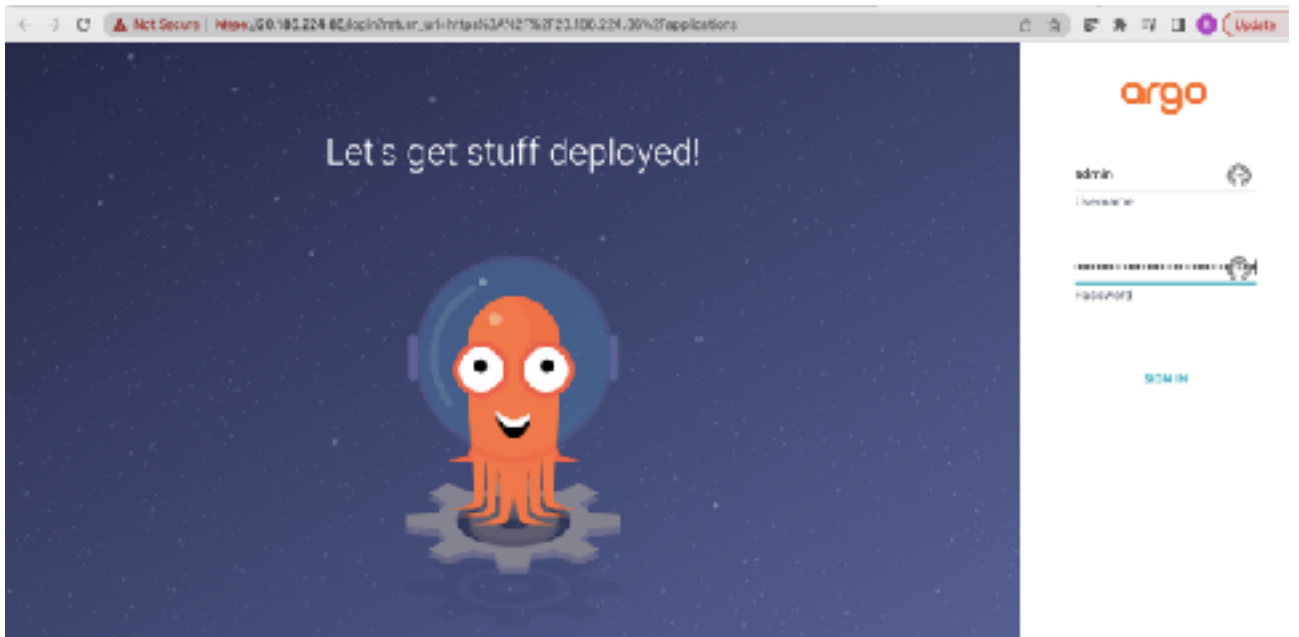 Not Secure
Update
argo
Let's get stuff deployed!
admin
Username
Password
SIGN IN